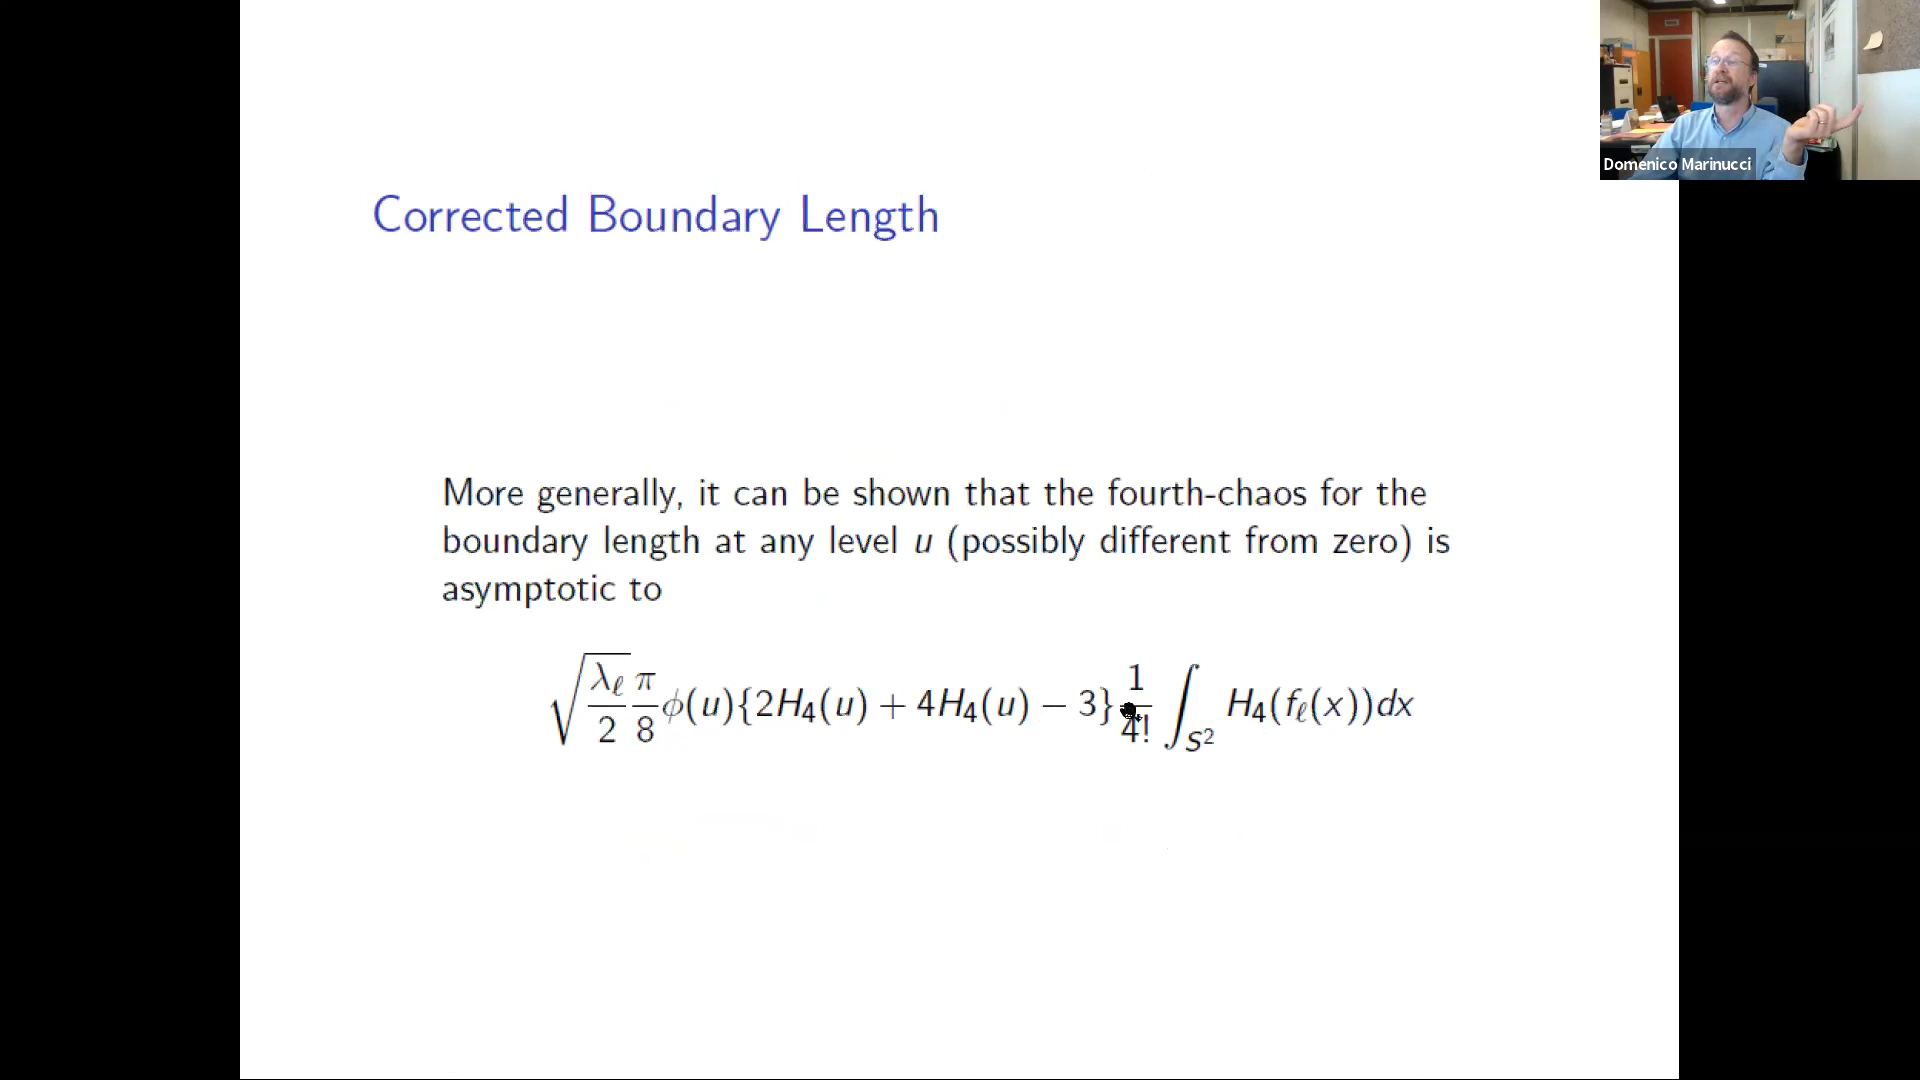 Domenico Marinucci
Corrected Boundary Length
More generally, it can be shown that the fourth-chaos for the
boundary length at any level u (possibly different from zero) is
asymptotic to
√(λ_ℓ/2) π/8 ϕ(u){2H₄(u) + 4H₄(u) − 3} 1/4! ∫_{S²} H₄(f_ℓ(x))dx